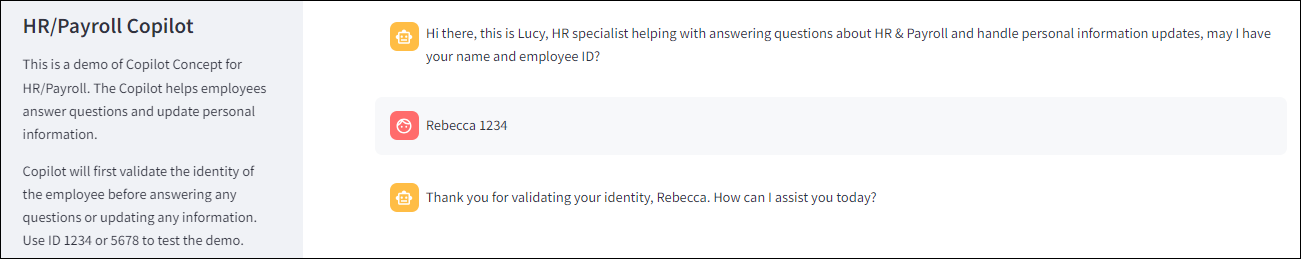 HR/Payroll Copilot
This is a demo of Copilot Concept for
HR/Payroll. The Copilot helps employees
answer questions and update personal
information.
Copilot will first validate the identity of
the employee before answering any
questions or updating any information.
Use ID 1234 or 5678 to test the demo.
Hi there, this is Lucy, HR specialist helping with answering questions about HR & Payroll and handle personal information updates, may I have
your name and employee ID?
Rebecca 1234
Thank you for validating your identity, Rebecca. How can I assist you today?